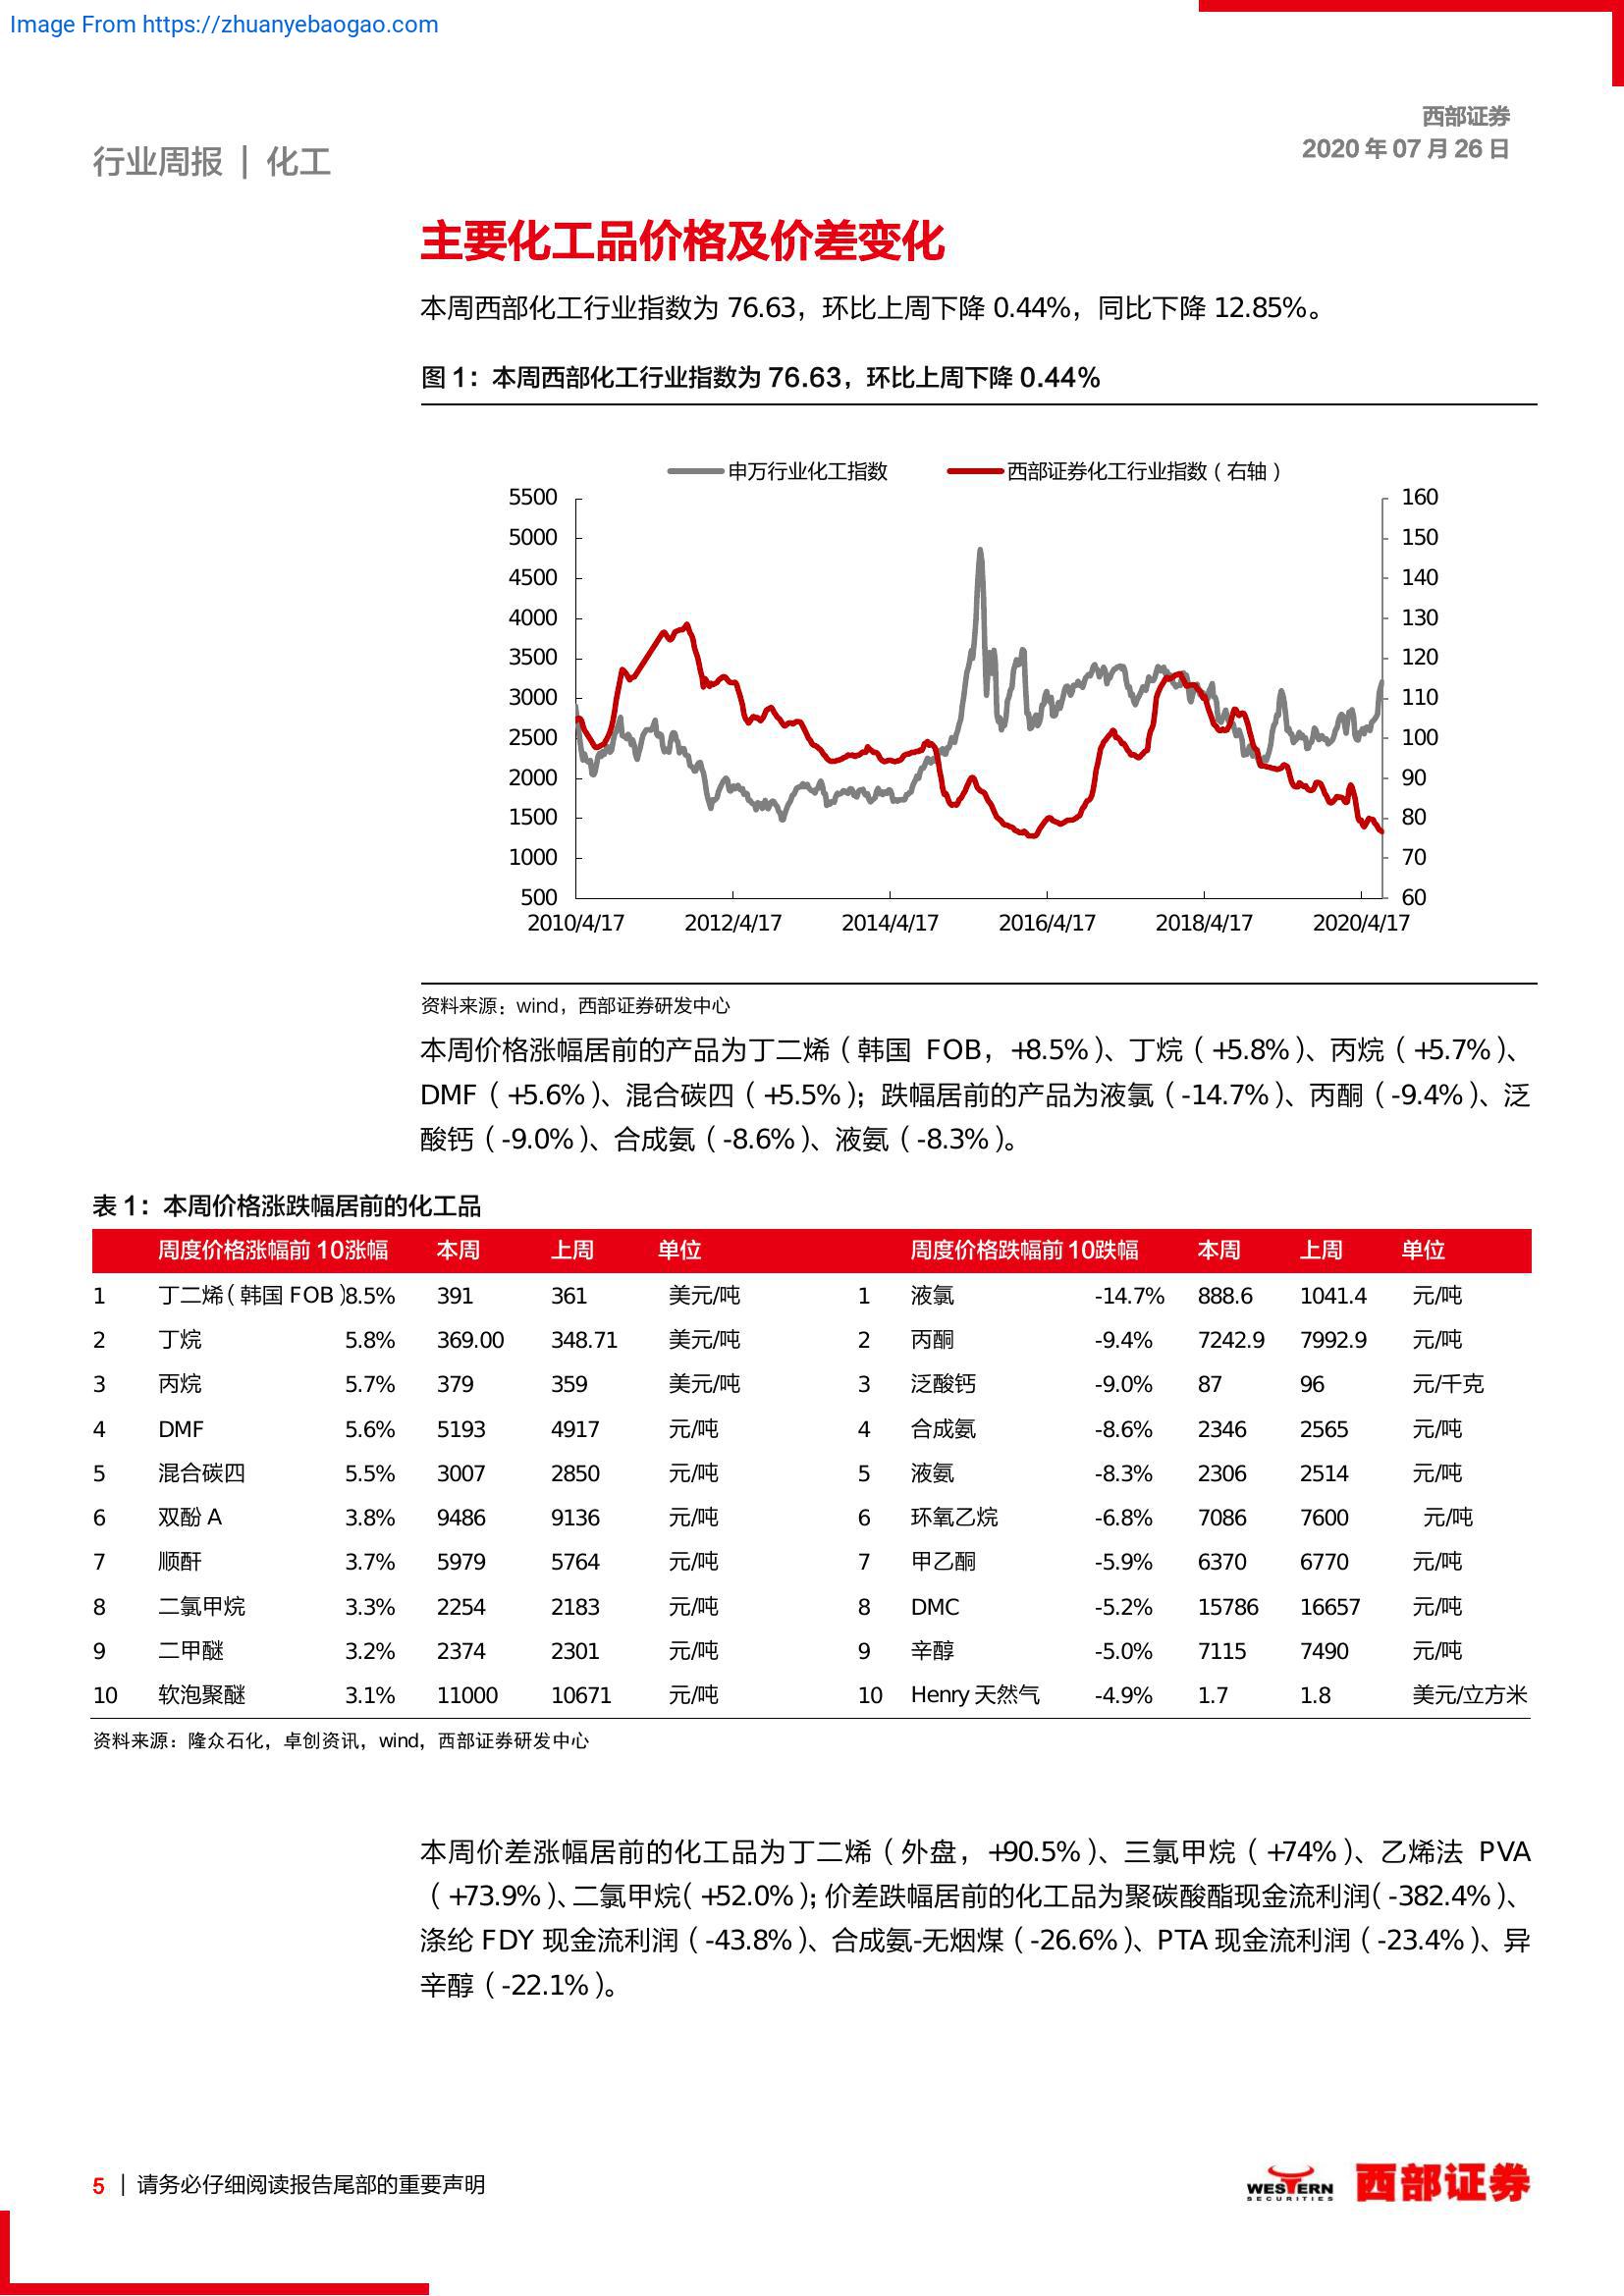 Image From https://zhuanyebaogao.com
西部证券
2020 年 07 月 26 日
行业周报 | 化工
主要化工品价格及价差变化
本周西部化工行业指数为 76.63，环比上周下降 0.44%，同比下降 12.85%。
图 1：本周西部化工行业指数为 76.63，环比上周下降 0.44%
申万行业化工指数 西部证券化工行业指数（右轴）
5500 160
5000 150
4500 140
4000 130
3500 120
3000 110
2500 100
2000 90
1500 80
1000 70
500 60
2010/4/17 2012/4/17 2014/4/17 2016/4/17 2018/4/17 2020/4/17
资料来源：wind，西部证券研发中心
本周价格涨幅居前的产品为丁二烯（韩国 FOB，+8.5%）、丁烷（+5.8%）、丙烷（+5.7%）、
DMF（+5.6%）、混合碳四（+5.5%）；跌幅居前的产品为液氯（-14.7%）、丙酮（-9.4%）、泛
酸钙（-9.0%）、合成氨（-8.6%）、液氨（-8.3%）。
表 1：本周价格涨跌幅居前的化工品
周度价格涨幅前 10涨幅 本周 上周 单位 周度价格跌幅前 10跌幅 本周 上周 单位
1 丁二烯（韩国 FOB）8.5% 391 361 美元/吨 1 液氯 -14.7% 888.6 1041.4 元/吨
2 丁烷 5.8% 369.00 348.71 美元/吨 2 丙酮 -9.4% 7242.9 7992.9 元/吨
3 丙烷 5.7% 379 359 美元/吨 3 泛酸钙 -9.0% 87 96 元/千克
4 DMF 5.6% 5193 4917 元/吨 4 合成氨 -8.6% 2346 2565 元/吨
5 混合碳四 5.5% 3007 2850 元/吨 5 液氨 -8.3% 2306 2514 元/吨
6 双酚 A 3.8% 9486 9136 元/吨 6 环氧乙烷 -6.8% 7086 7600 元/吨
7 顺酐 3.7% 5979 5764 元/吨 7 甲乙酮 -5.9% 6370 6770 元/吨
8 二氯甲烷 3.3% 2254 2183 元/吨 8 DMC -5.2% 15786 16657 元/吨
9 二甲醚 3.2% 2374 2301 元/吨 9 辛醇 -5.0% 7115 7490 元/吨
10 软泡聚醚 3.1% 11000 10671 元/吨 10 Henry 天然气 -4.9% 1.7 1.8 美元/立方米
资料来源：隆众石化，卓创资讯，wind，西部证券研发中心
本周价差涨幅居前的化工品为丁二烯（外盘，+90.5%）、三氯甲烷（+74%）、乙烯法 PVA
（+73.9%）、二氯甲烷（+52.0%）；价差跌幅居前的化工品为聚碳酸酯现金流利润（-382.4%）、
涤纶 FDY 现金流利润（-43.8%）、合成氨-无烟煤（-26.6%）、PTA 现金流利润（-23.4%）、异
辛醇（-22.1%）。
5 | 请务必仔细阅读报告尾部的重要声明
WESTERN
SECURITIES
西部证券